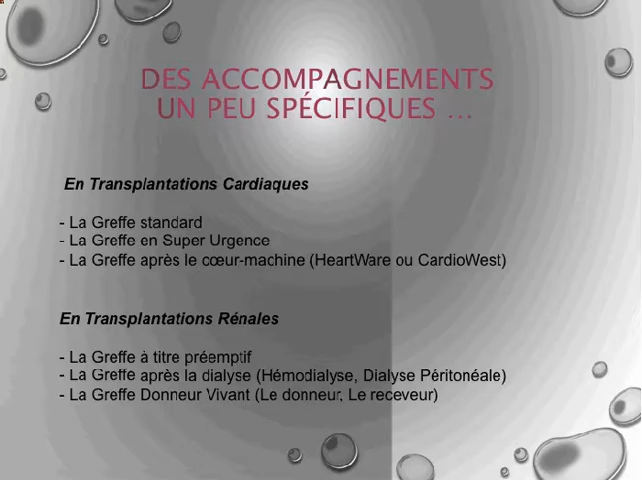 DES ACCOMPAGNEMENTS
UN PEU SPÉCIFIQUES ...
En Transplantations Cardiaques
- La Greffe standard
- La Greffe en Super Urgence
- La Greffe après le cœur-machine (HeartWare ou CardioWest)
En Transplantations Rénales
- La Greffe à titre préemptif
- La Greffe après la dialyse (Hémodialyse, Dialyse Péritonéale)
- La Greffe Donneur Vivant (Le donneur, Le receveur)